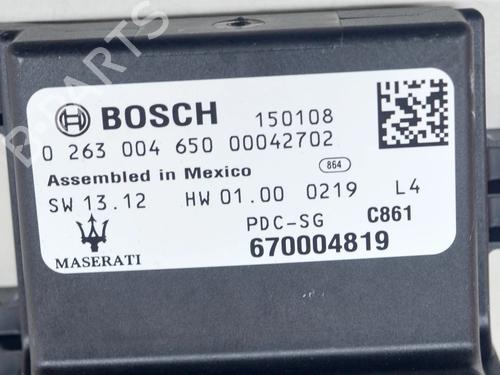 BOSCH 150108
0 263 004 650 00042702
Assembled in Mexico 864
SW 13.12 HW 01.00 0219 L4
PDC-SG C861
MASERATI 670004819
B-PARTS